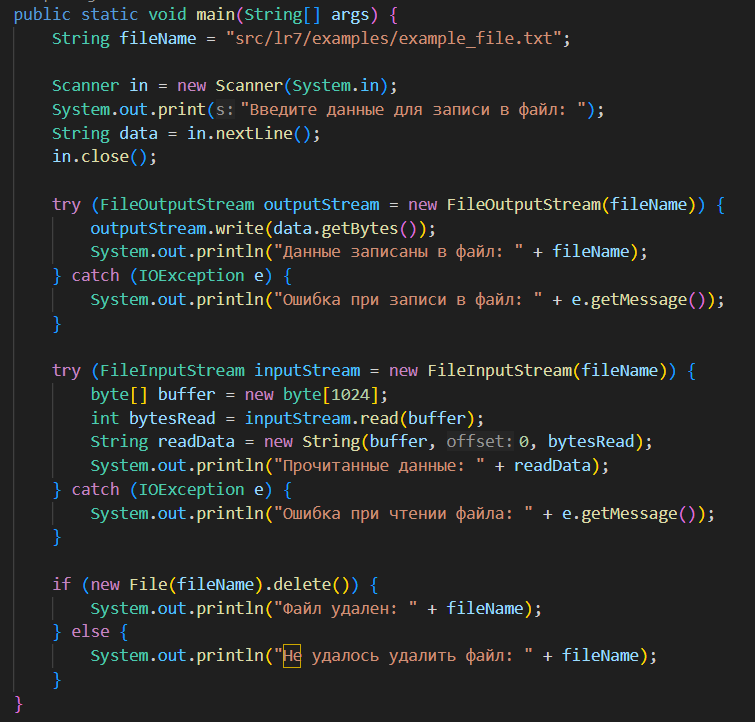 public static void main(String[] args) {
    String fileName = "src/lr7/examples/example_file.txt";

    Scanner in = new Scanner(System.in);
    System.out.print(s: "Введите данные для записи в файл: ");
    String data = in.nextLine();
    in.close();

    try (FileOutputStream outputStream = new FileOutputStream(fileName)) {
        outputStream.write(data.getBytes());
        System.out.println("Данные записаны в файл: " + fileName);
    } catch (IOException e) {
        System.out.println("Ошибка при записи в файл: " + e.getMessage());
    }

    try (FileInputStream inputStream = new FileInputStream(fileName)) {
        byte[] buffer = new byte[1024];
        int bytesRead = inputStream.read(buffer);
        String readData = new String(buffer, offset: 0, bytesRead);
        System.out.println("Прочитанные данные: " + readData);
    } catch (IOException e) {
        System.out.println("Ошибка при чтении файла: " + e.getMessage());
    }

    if (new File(fileName).delete()) {
        System.out.println("Файл удален: " + fileName);
    } else {
        System.out.println("Не удалось удалить файл: " + fileName);
    }
}